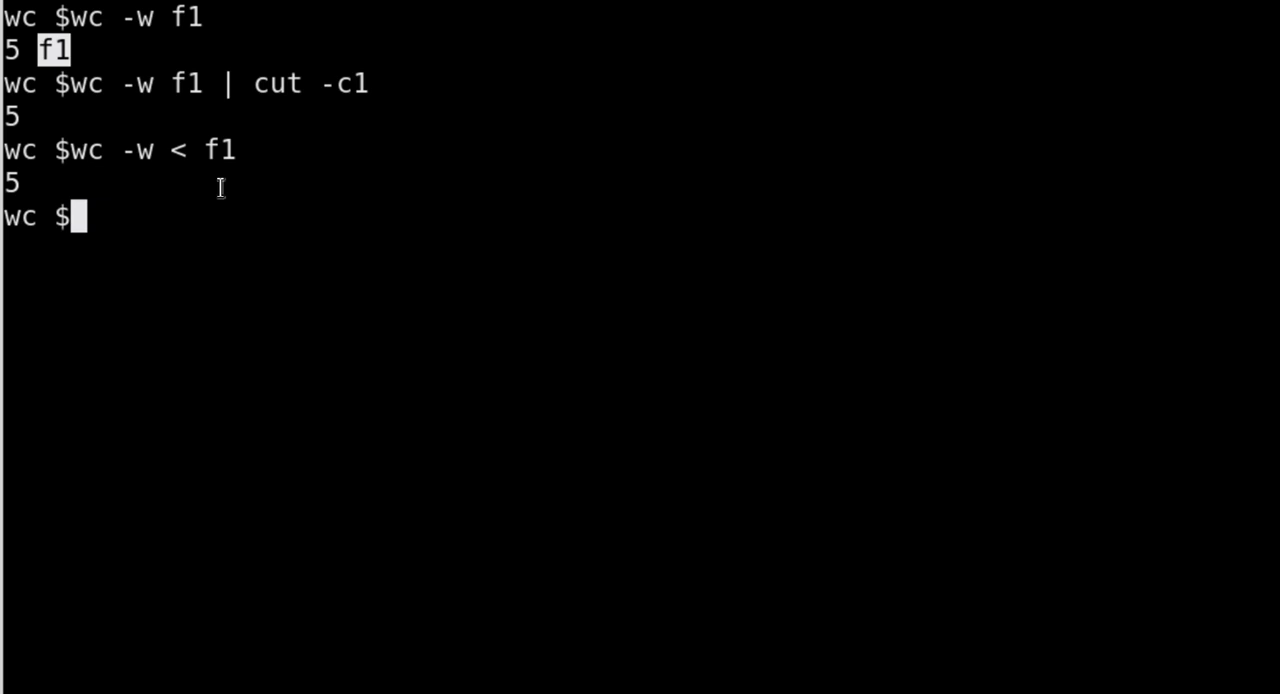 wc $wc -w f1
5 f1
wc $wc -w f1 | cut -c1
5
wc $wc -w < f1
5
wc $